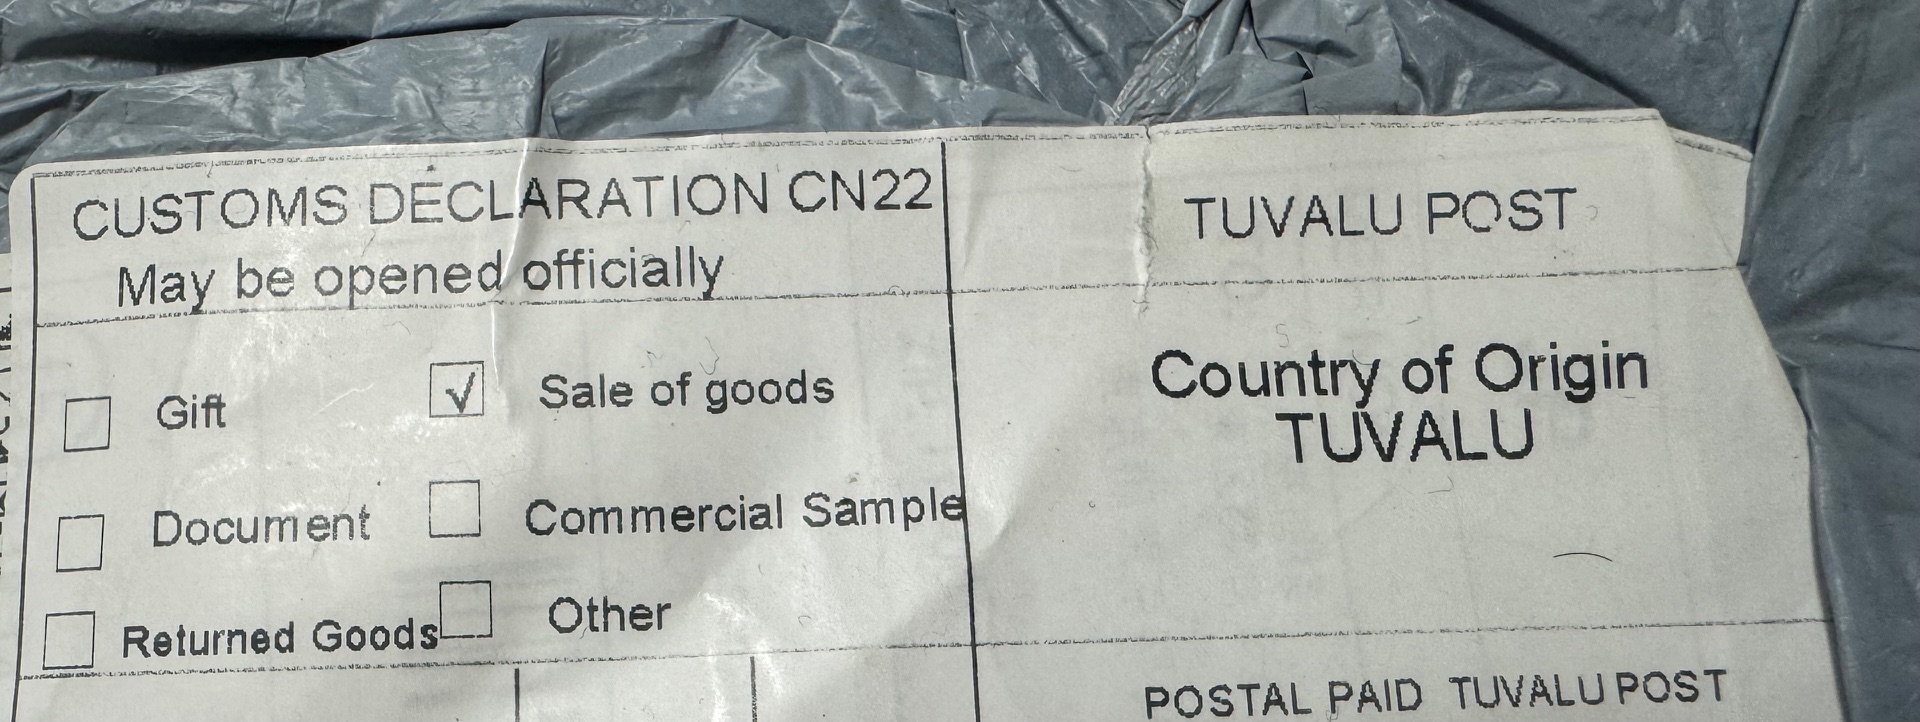 CUSTOMS DECLARATION CN22
May be opened officially
TUVALU POST
Gift
Sale of goods
Document
Commercial Sample
Returned Goods
Other
Country of Origin
TUVALU
POSTAL PAID TUVALU POST